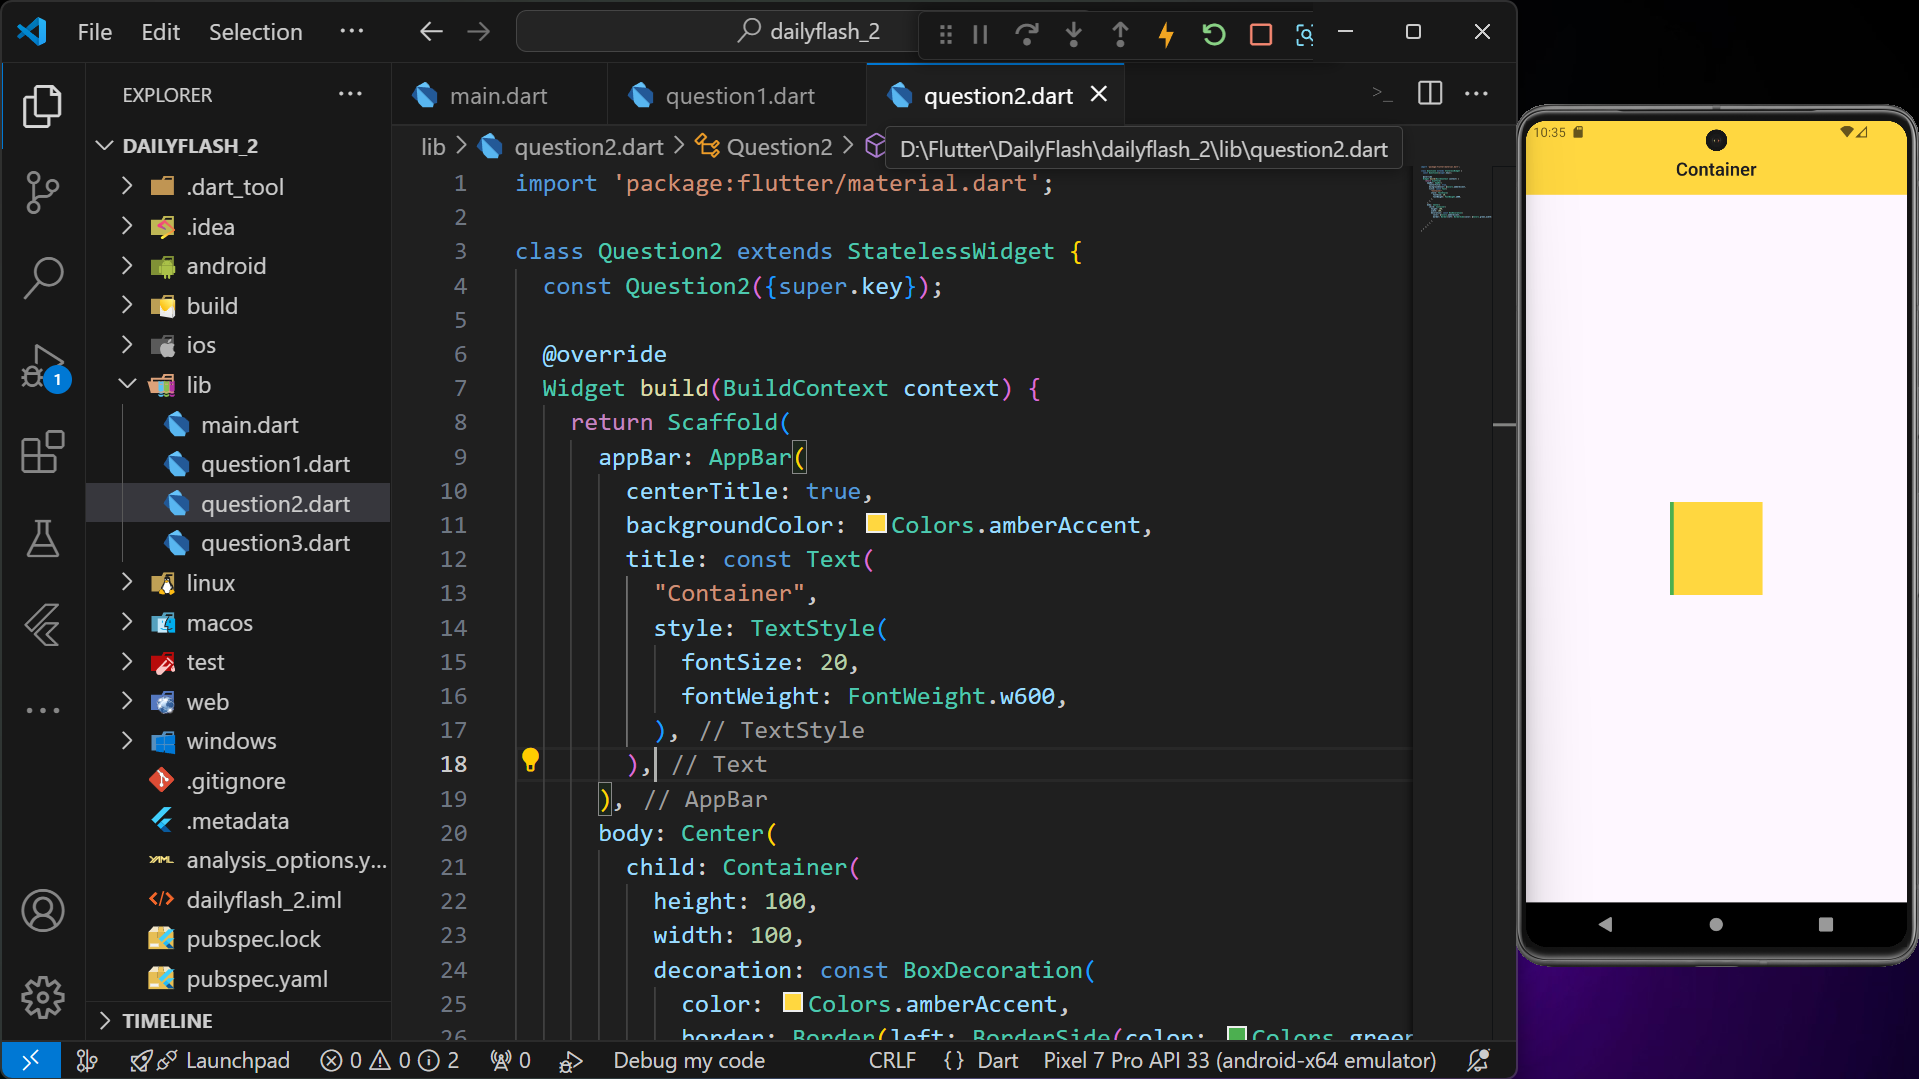 File Edit Selection ··· dailyflash_2
EXPLORER ···
DAILYFLASH_2
.dart_tool
.idea
android
build
ios
lib
main.dart
question1.dart
question2.dart
question3.dart
linux
macos
test
web
windows
.gitignore
.metadata
analysis_options.y...
dailyflash_2.iml
pubspec.lock
pubspec.yaml
TIMELINE
1
main.dart question1.dart question2.dart
lib > question2.dart > Question2 >
D:\Flutter\DailyFlash\dailyflash_2\lib\question2.dart
1 import 'package:flutter/material.dart';
2
3 class Question2 extends StatelessWidget {
4 const Question2({super.key});
5
6 @override
7 Widget build(BuildContext context) {
8 return Scaffold(
9 appBar: AppBar(
10 centerTitle: true,
11 backgroundColor: Colors.amberAccent,
12 title: const Text(
13 "Container",
14 style: TextStyle(
15 fontSize: 20,
16 fontWeight: FontWeight.w600,
17 ), // TextStyle
18 ), // Text
19 ), // AppBar
20 body: Center(
21 child: Container(
22 height: 100,
23 width: 100,
24 decoration: const BoxDecoration(
25 color: Colors.amberAccent,
26 border: Border(left: BorderSide(color: Colors.green
Launchpad 0 0 2 0 Debug my code CRLF {} Dart Pixel 7 Pro API 33 (android-x64 emulator)
10:35
Container